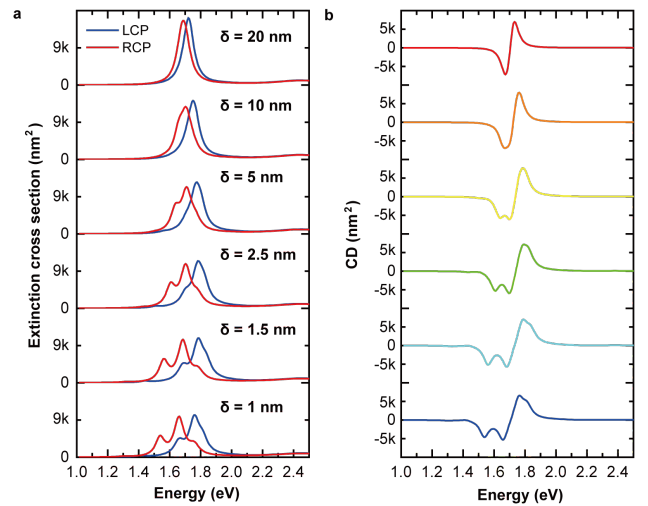 a
LCP
RCP
δ = 20 nm
9k
0
δ = 10 nm
9k
0
δ = 5 nm
9k
0
δ = 2.5 nm
9k
0
δ = 1.5 nm
9k
0
δ = 1 nm
9k
0
1.0 1.2 1.4 1.6 1.8 2.0 2.2 2.4
Energy (eV)
Extinction cross section (nm²)
b
5k
0
-5k
5k
0
-5k
5k
0
-5k
5k
0
-5k
5k
0
-5k
5k
0
-5k
1.0 1.2 1.4 1.6 1.8 2.0 2.2 2.4
Energy (eV)
CD (nm²)